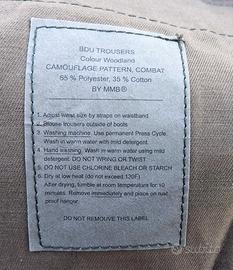 BDU TROUSERS
Colour Woodland
CAMOUFLAGE PATTERN, COMBAT
65 % Polyester, 35 % Cotton
BY MMB®
1. Adjust waist size by straps on waistband
2. Blouse trousers outside of boots
3. Washing machine. Use permanent Press Cycle.
Wash in warm water with mild detergent.
4. Hand washing. Wash in warm water using mild
detergent. DO NOT WRING OR TWIST
5. DO NOT USE CHLORINE BLEACH OR STARCH
6. Dry at low heat (do not exceed 120F)
After drying, tumble at room temperature for 10
minutes. Remove immediately and place on rust
proof hanger.
DO NOT REMOUVE THIS LABEL
Subito